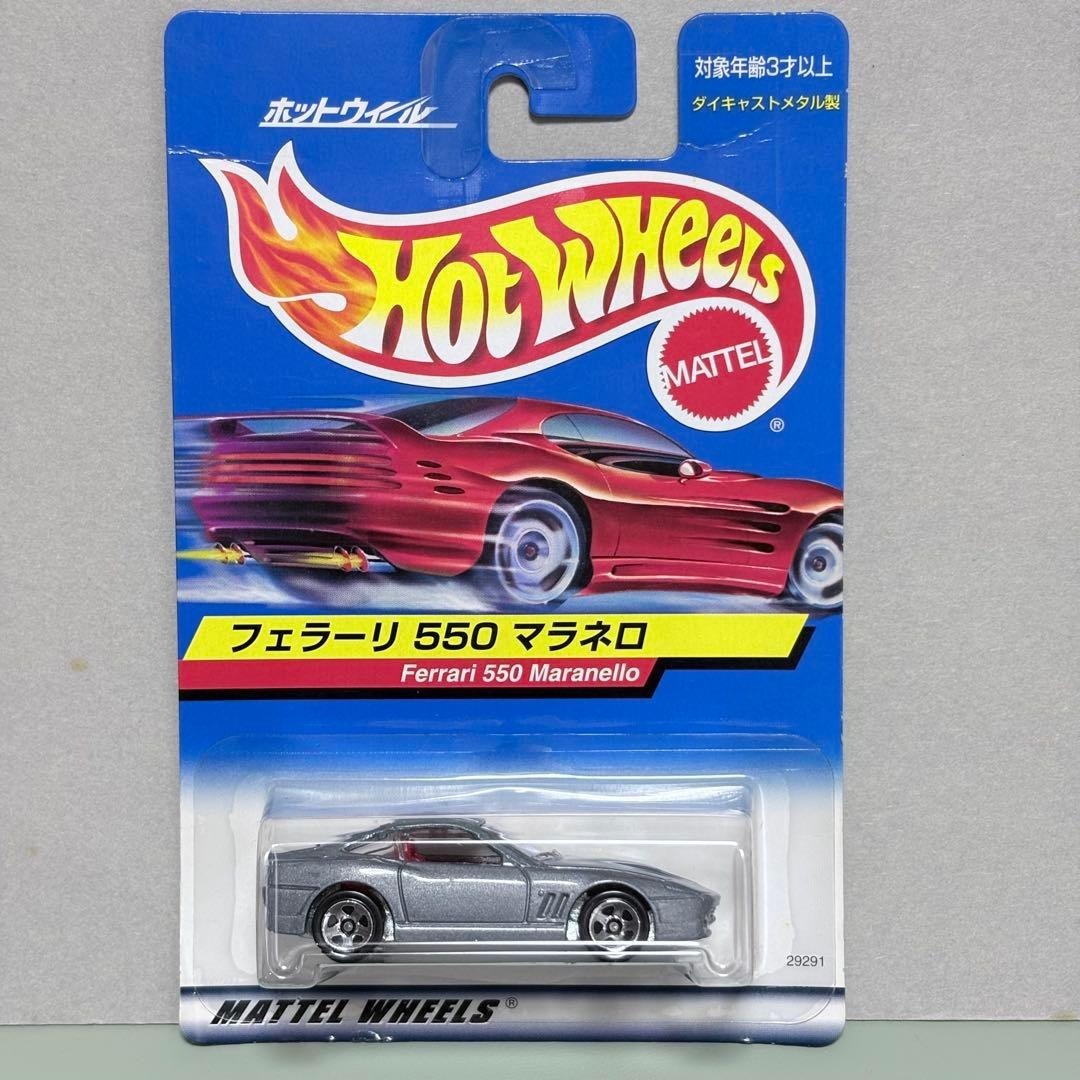 対象年齢3才以上
ダイキャストメタル製
ホットウィール
HOT WHEELS
MATTEL
®
フェラーリ 550 マラネロ
Ferrari 550 Maranello
29291
MATTEL WHEELS®